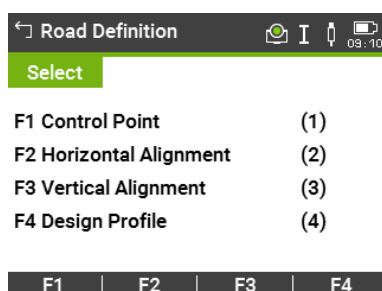 Road Definition
09:10
Select
F1 Control Point (1)
F2 Horizontal Alignment (2)
F3 Vertical Alignment (3)
F4 Design Profile (4)
F1 | F2 | F3 | F4